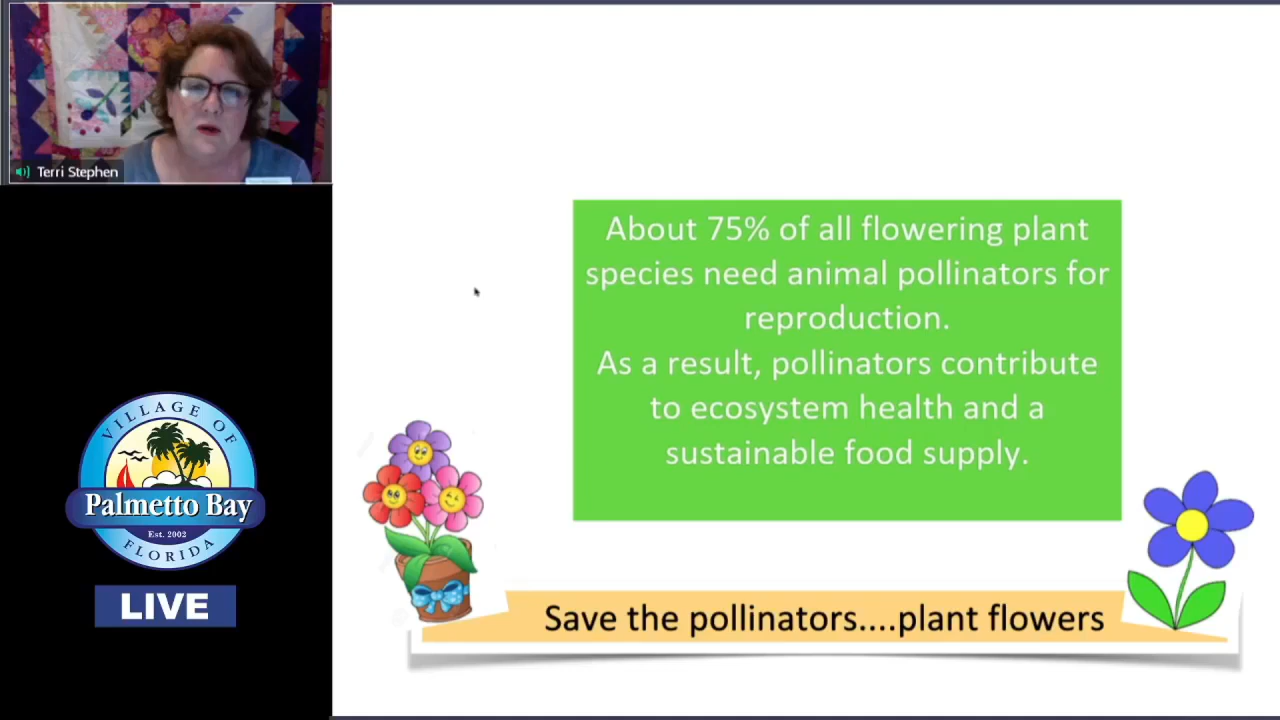 Terri Stephen
About 75% of all flowering plant
species need animal pollinators for
reproduction.
As a result, pollinators contribute
to ecosystem health and a
sustainable food supply.
VILLAGE OF
Palmetto Bay
Est. 2002
FLORIDA
LIVE
Save the pollinators....plant flowers